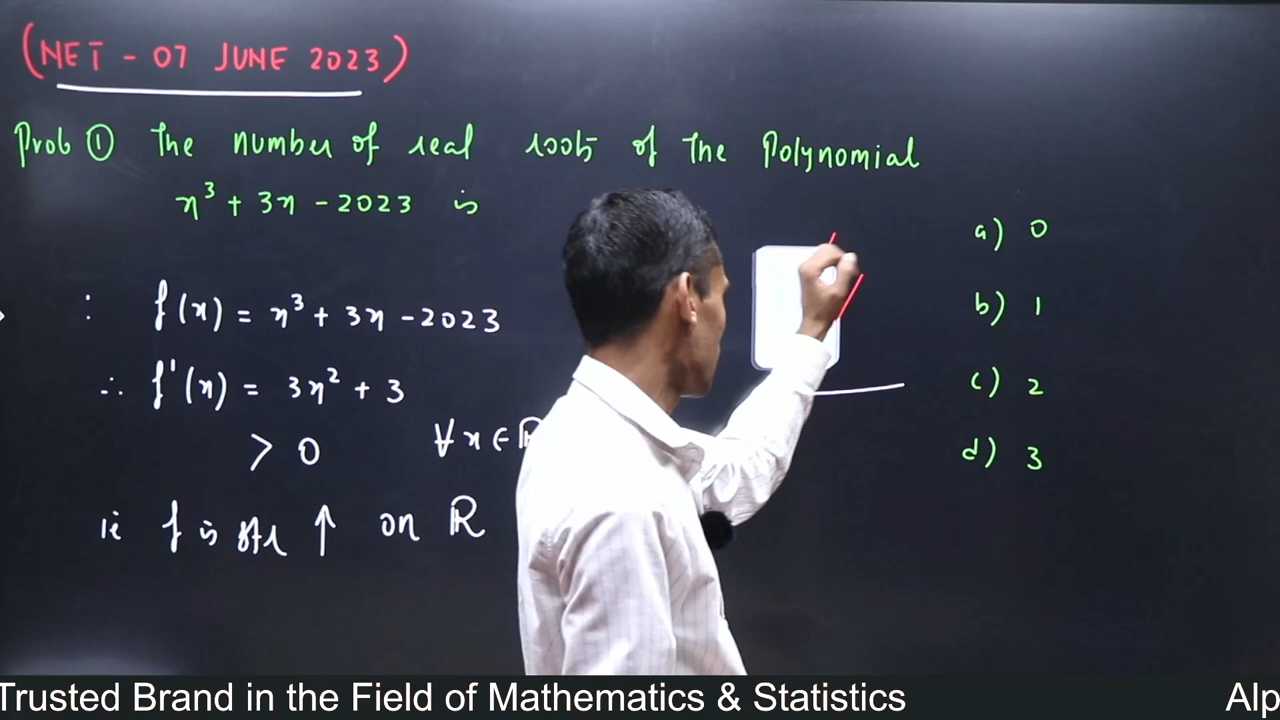 (NET - 07 JUNE 2023)
Prob ① The number of real roots of the Polynomial
x³ + 3x - 2023 is
a) 0
b) 1
c) 2
d) 3
: f(x) = x³ + 3x - 2023
∴ f'(x) = 3x² + 3
> 0 ∀ x ∈ ℝ
ie f is str ↑ on ℝ
Trusted Brand in the Field of Mathematics & Statistics
Alp